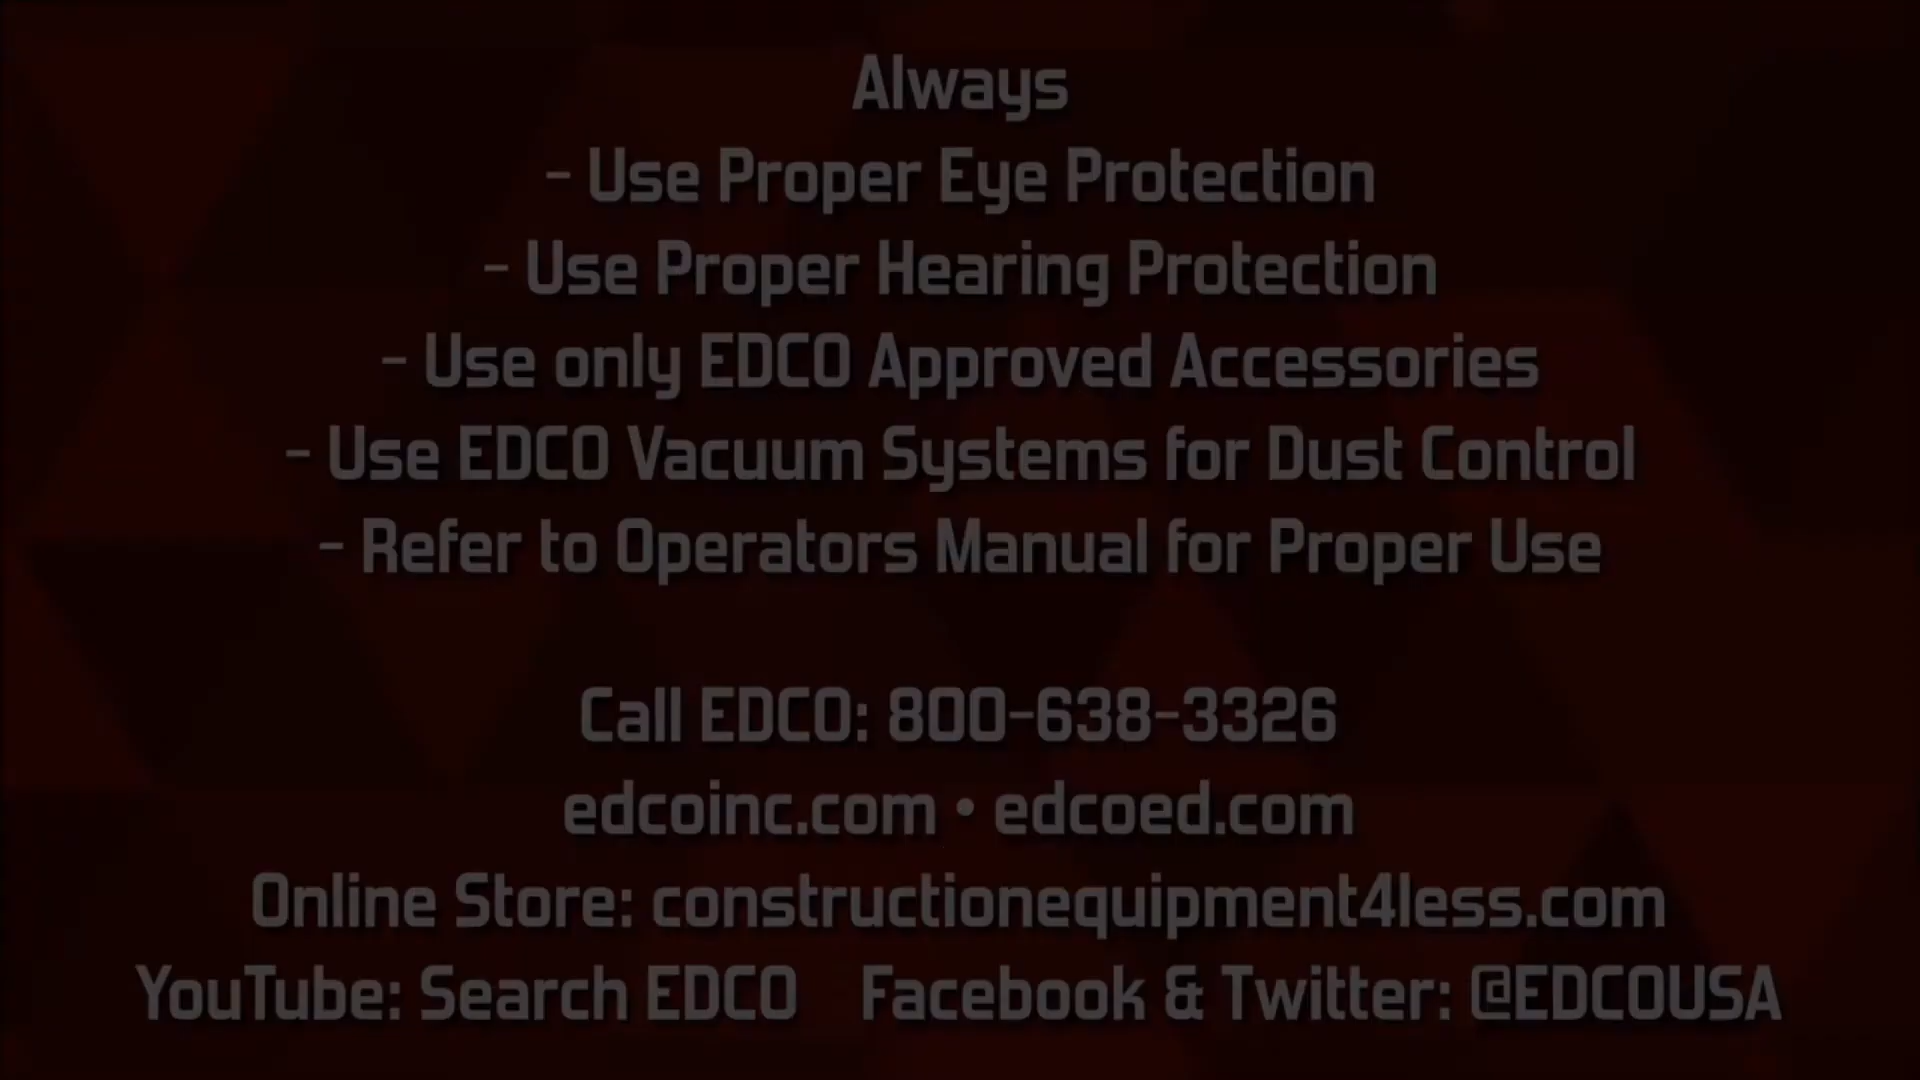 Always
- Use Proper Eye Protection
- Use Proper Hearing Protection
- Use only EDCO Approved Accessories
- Use EDCO Vacuum Systems for Dust Control
- Refer to Operators Manual for Proper Use
Call EDCO: 800-638-3326
edcoinc.com • edcoed.com
Online Store: constructionequipment4less.com
YouTube: Search EDCO Facebook & Twitter: @EDCOUSA